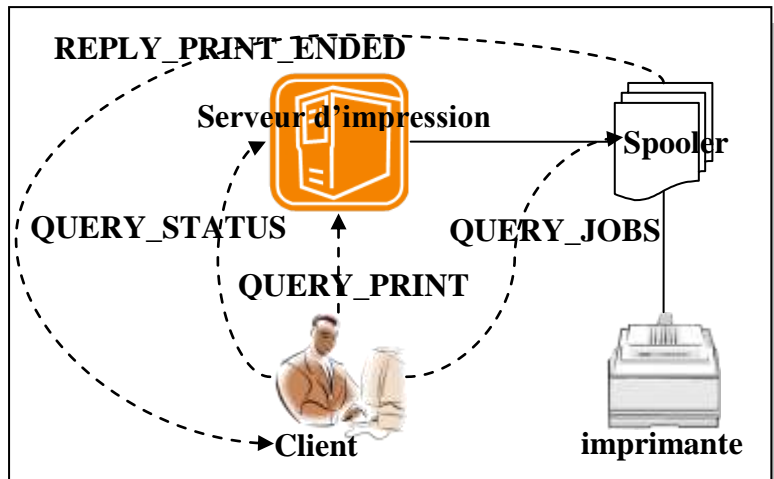 REPLY_PRINT_ENDED
Serveur d’impression
Spooler
QUERY_STATUS
QUERY_JOBS
QUERY_PRINT
Client
imprimante